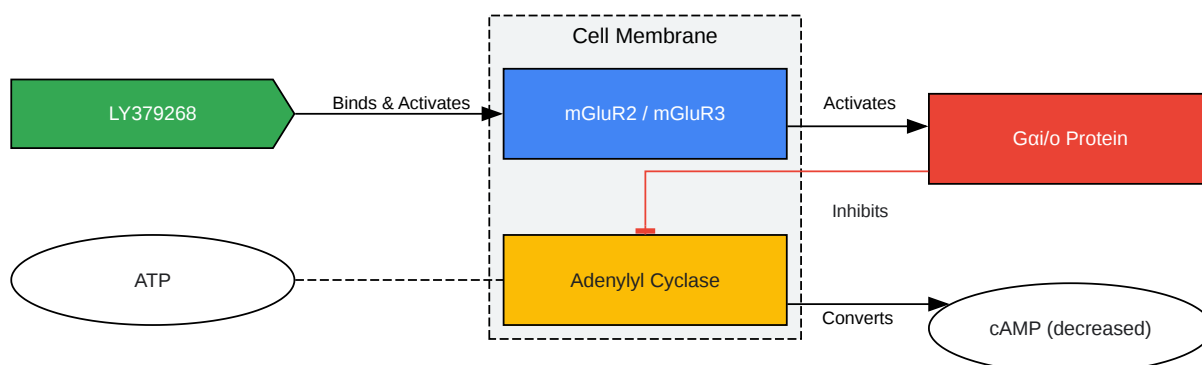 Cell Membrane
LY379268
Binds & Activates
mGluR2 / mGluR3
Activates
Gαi/o Protein
Inhibits
ATP
Adenylyl Cyclase
Converts
cAMP (decreased)